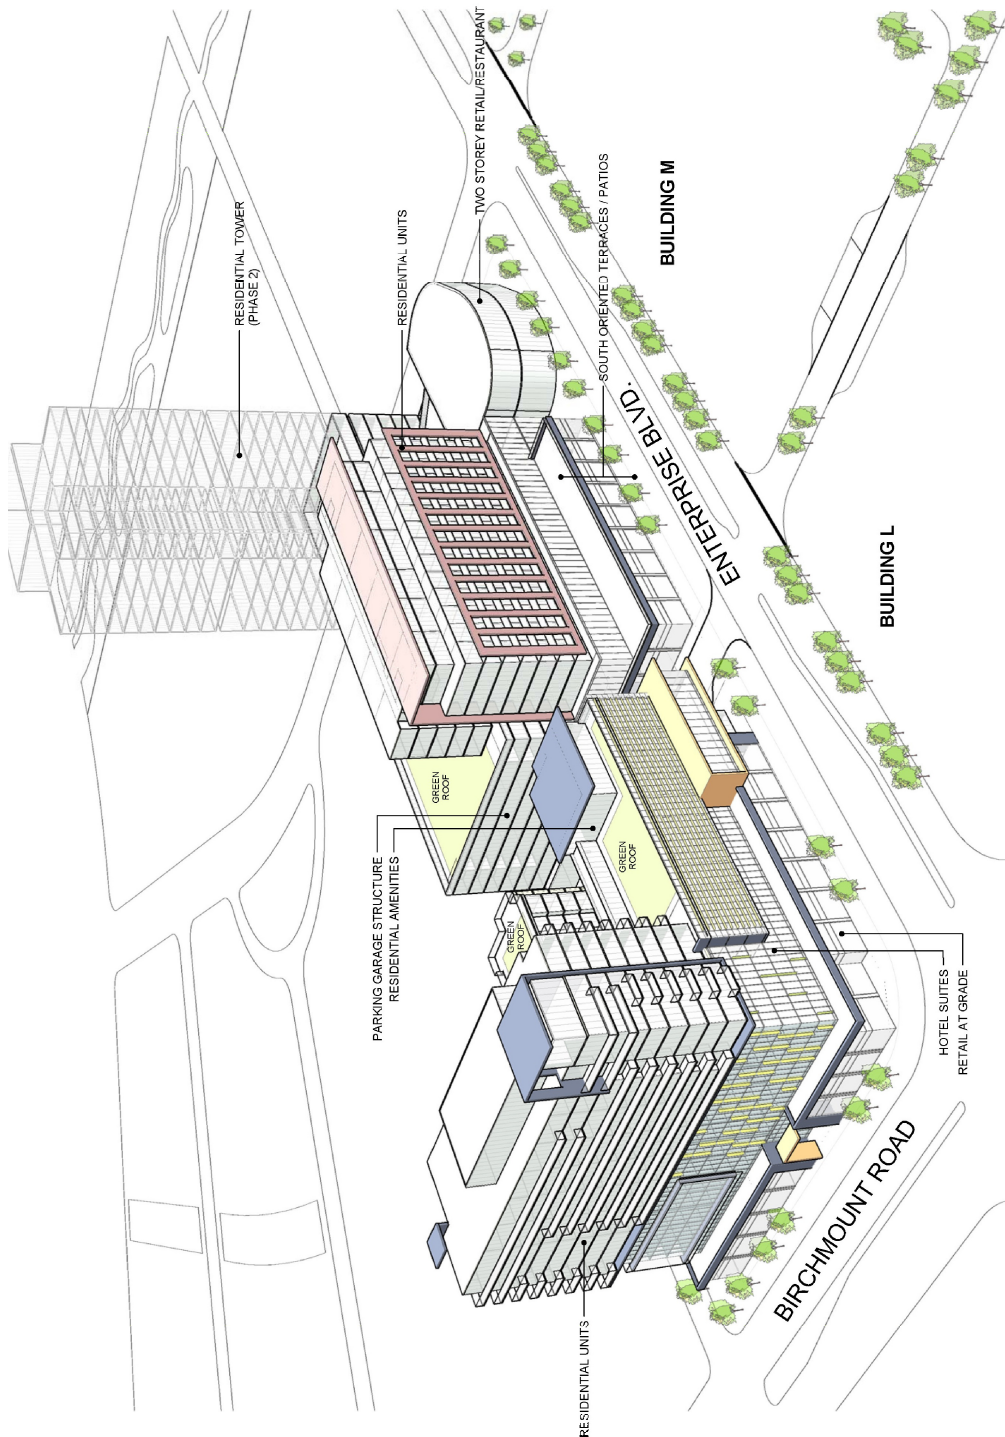 RESIDENTIAL TOWER
(PHASE 2)
RESIDENTIAL UNITS
TWO STOREY RETAIL/RESTAURANT
SOUTH ORIENTED TERRACES / PATIOS
BUILDING M
ENTERPRISE BLVD.
BUILDING L
PARKING GARAGE STRUCTURE
RESIDENTIAL AMENITIES
GREEN
ROOF
GREEN
ROOF
GREEN
ROOF
HOTEL SUITES
RETAIL AT GRADE
BIRCHMOUNT ROAD
RESIDENTIAL UNITS